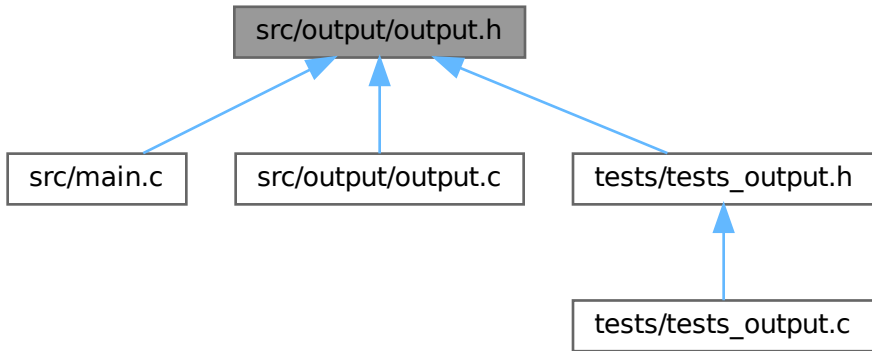 src/output/output.h
src/main.c
src/output/output.c
tests/tests_output.h
tests/tests_output.c